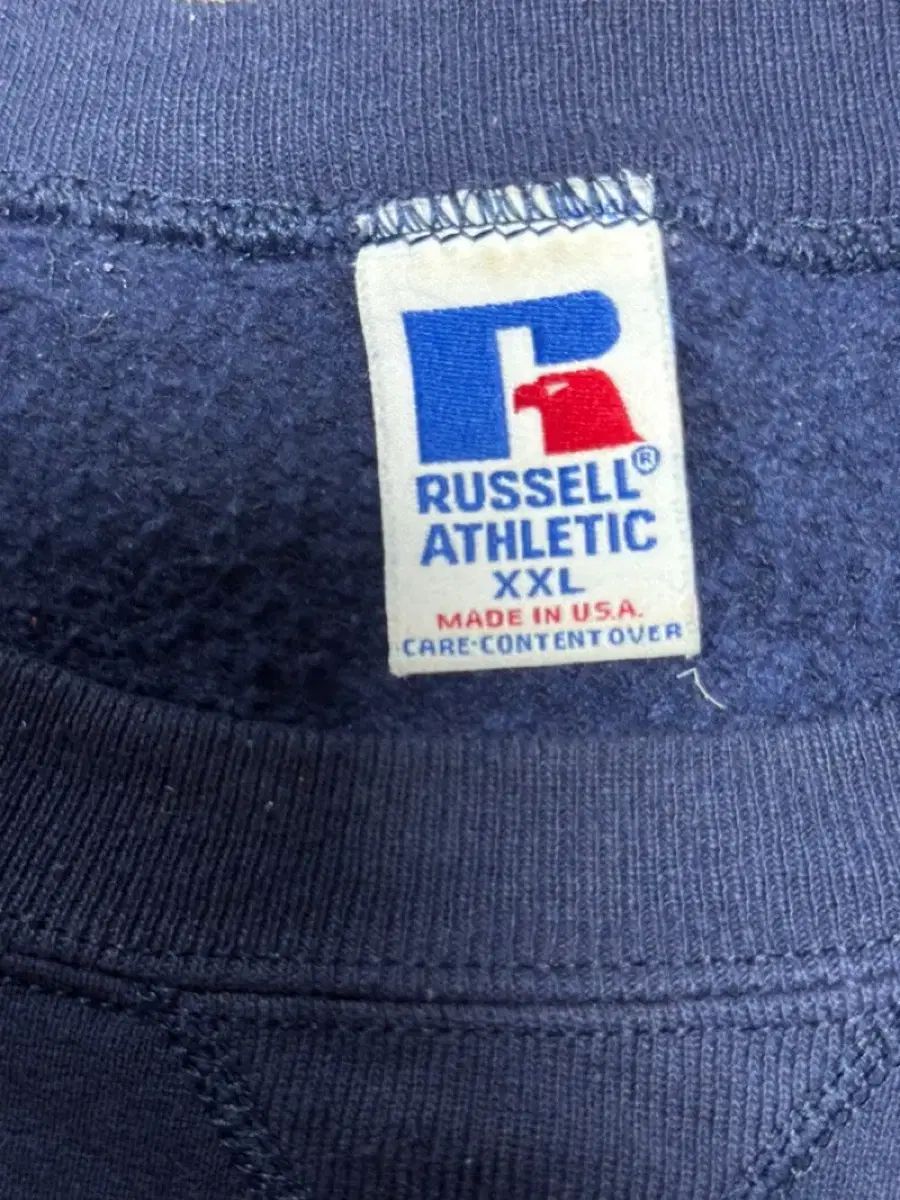 RUSSELL®
ATHLETIC
XXL
MADE IN U.S.A.
CARE-CONTENT OVER